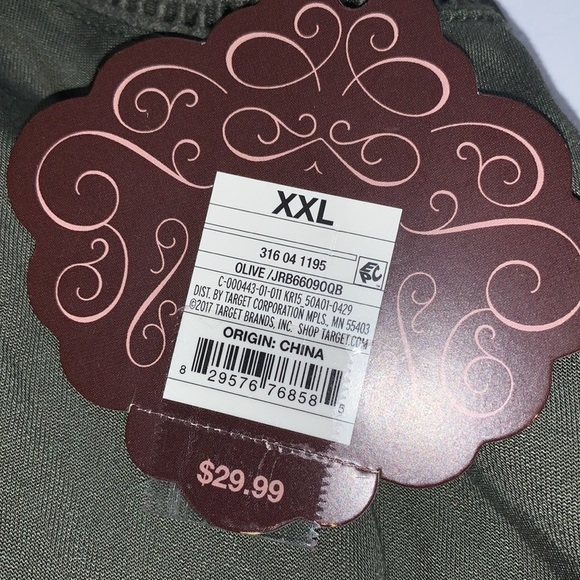 XXL
316 04 1195
OLIVE /JRB66090QB
C-000443-01-011 KR15 50A01-0429
DIST. BY TARGET CORPORATION MPLS, MN 55403
©2017 TARGET BRANDS, INC. SHOP TARGET.COM
ORIGIN: CHINA
8 29576 76858 5
$29.99